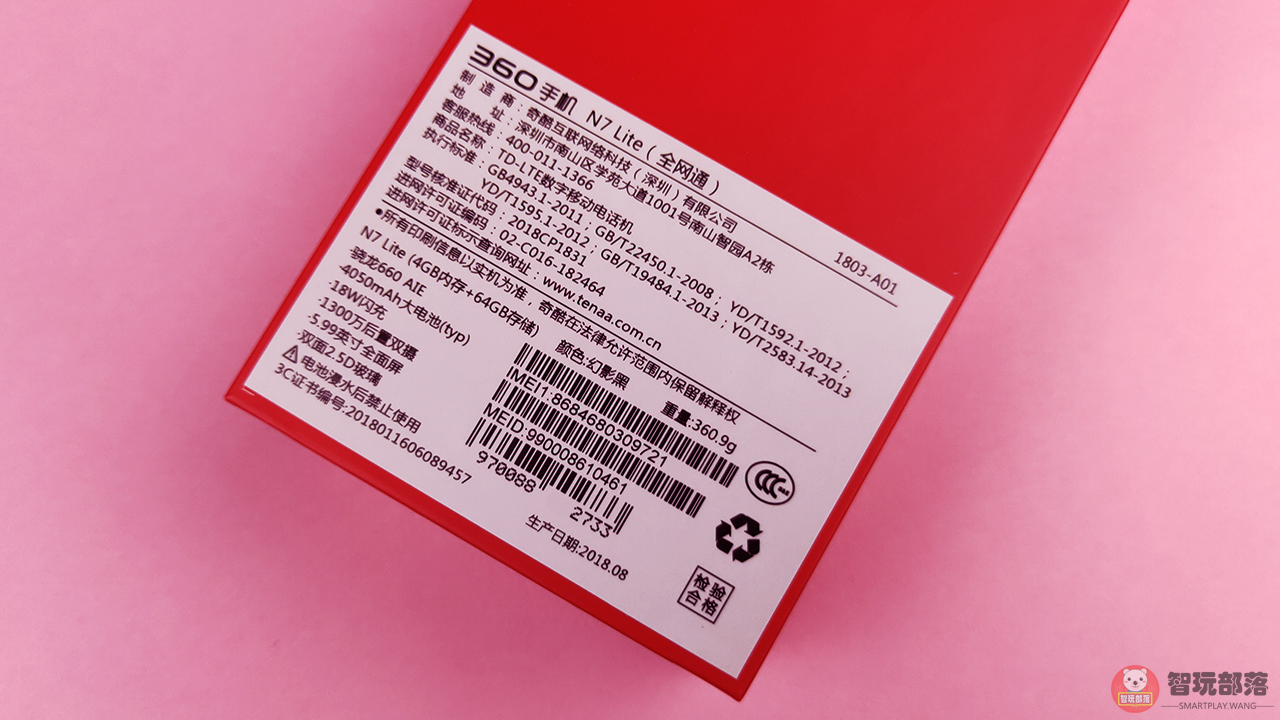 360手机 N7 Lite（全网通） 1803-A01
制造商：奇酷互联网络科技（深圳）有限公司
地址：深圳市南山区学苑大道1001号南山智园A2栋
客服热线：400-011-1366
商品名称：TD-LTE数字移动电话机
执行标准：GB4943.1-2011；GB/T22450.1-2008；YD/T1592.1-2012；
YD/T1595.1-2012；GB/T19484.1-2013；YD/T2583.14-2013
型号核准证代码：2018CP1831
进网许可证编码：02-C016-182464
进网许可证标示查询网址：www.tenaa.com.cn
●所有印刷信息以实机为准，奇酷在法律允许范围内保留解释权
N7 Lite (4GB内存+64GB存储) 颜色:幻影黑 重量:360.9g
·骁龙660 AIE
·4050mAh大电池(typ)
·18W闪充
·1300万后置双摄
·5.99英寸全面屏
·双面2.5D玻璃
⚠电池浸水后禁止使用
3C证书编号:2018011606089457
IMEI1:8684680309721
MEID:990008610461
970088 2733
生产日期:2018.08
检验
合格
智玩部落
智玩部落
SMARTPLAY.WANG